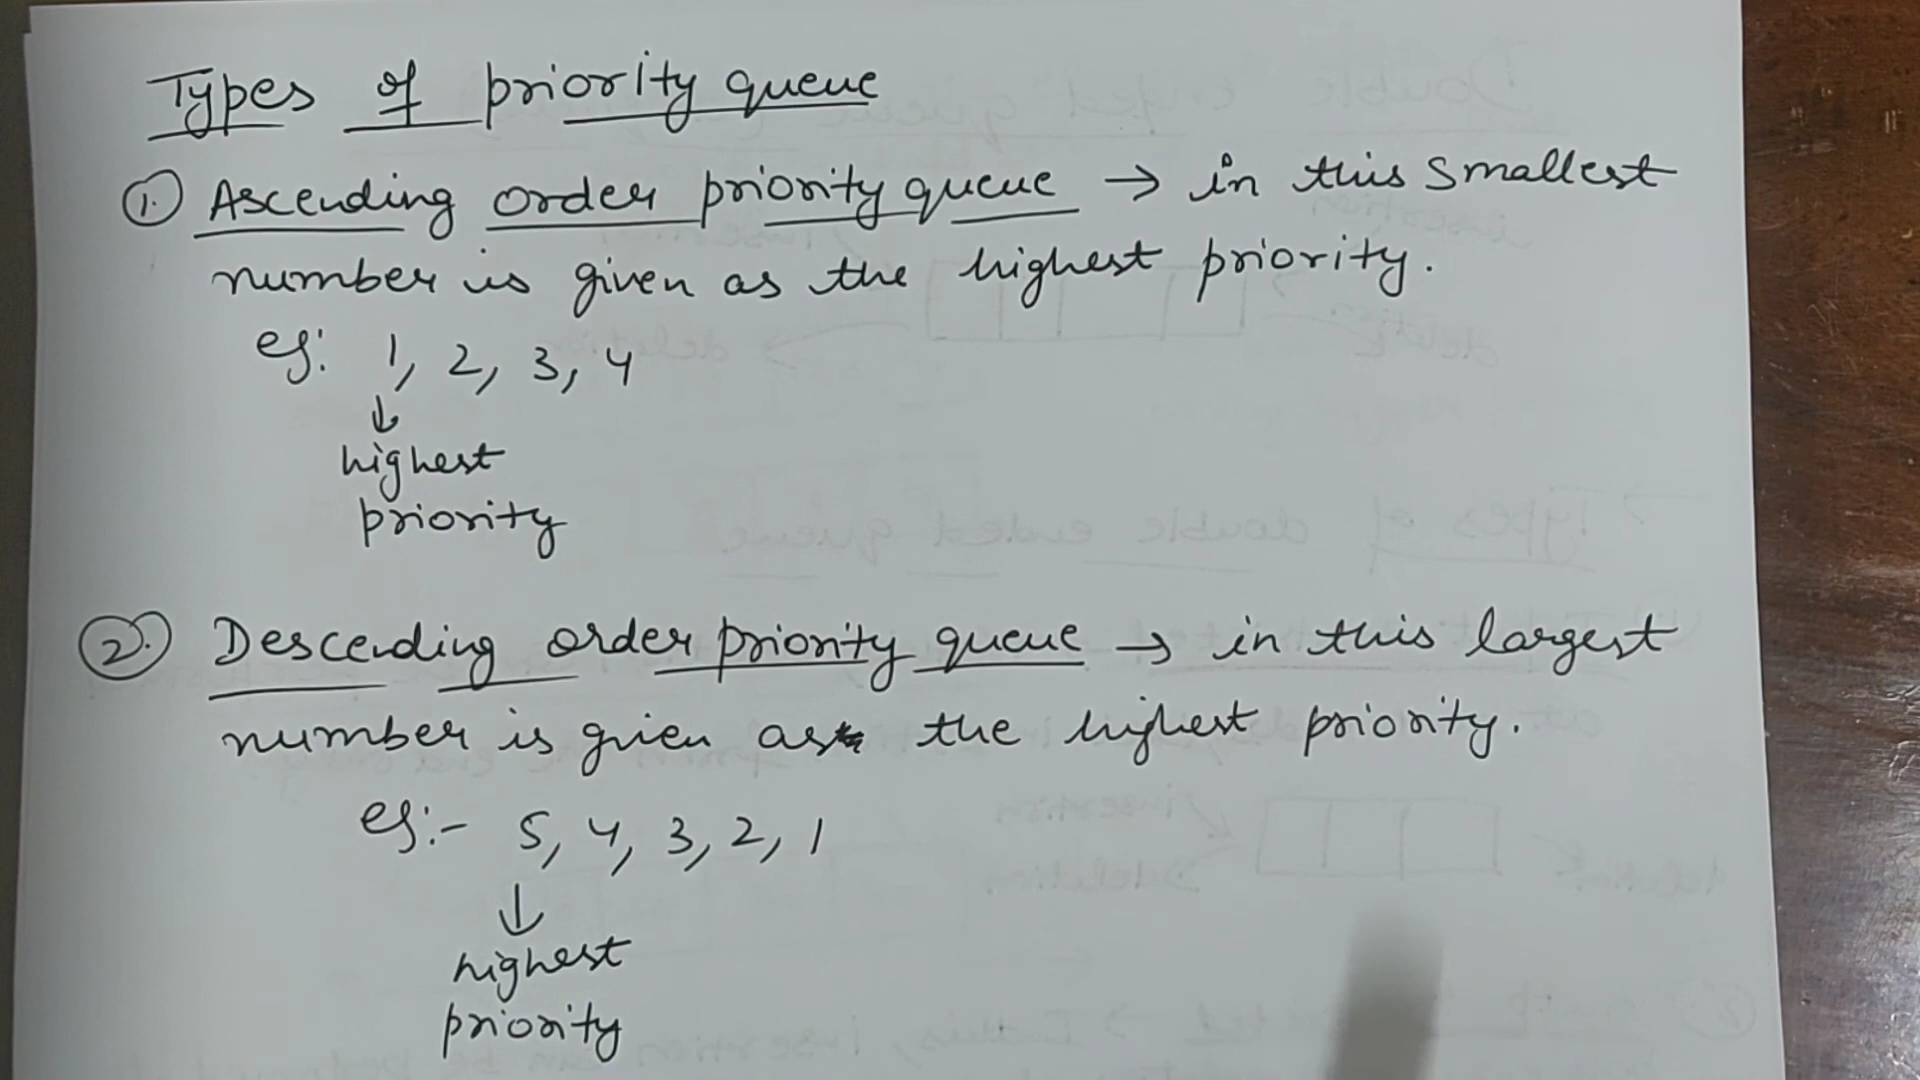 Types of priority queue
1. Ascending order priority queue → in this smallest
number is given as the highest priority.
eg: 1, 2, 3, 4
↓
highest
priority
2. Descending order priority queue → in this largest
number is given as the highest priority.
eg:- 5, 4, 3, 2, 1
↓
highest
priority